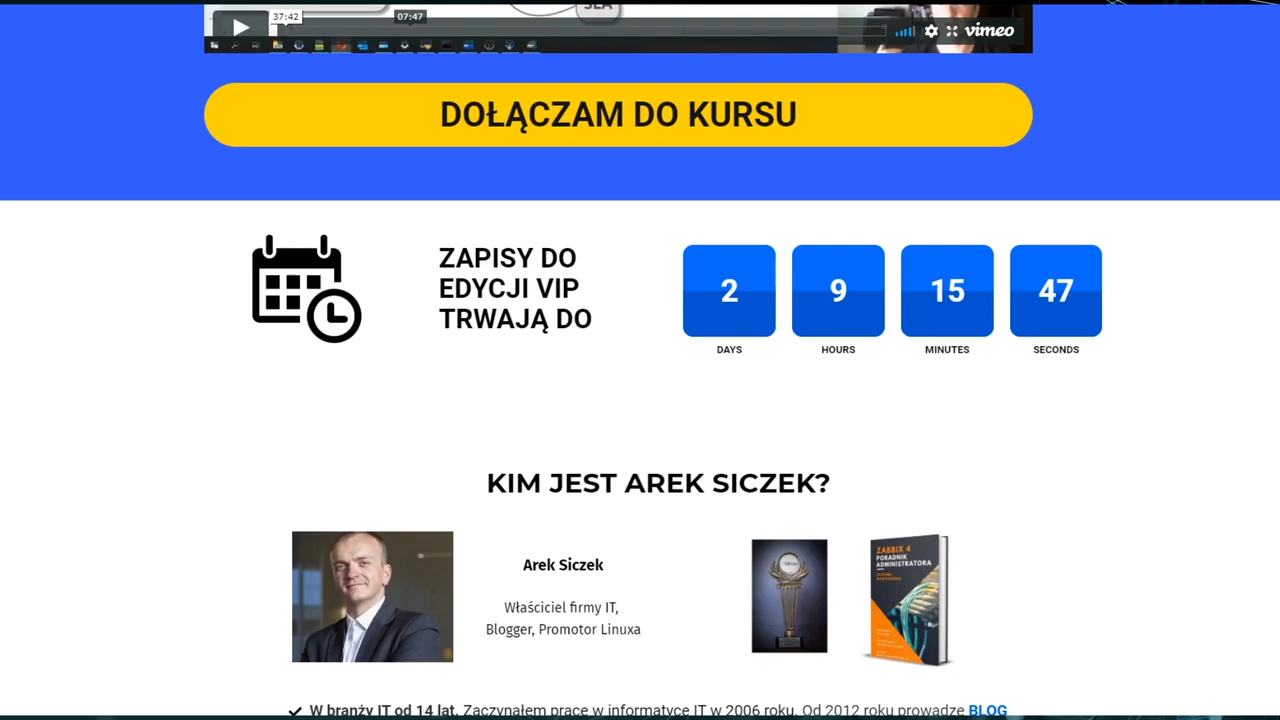 SLA
37:42
07:47
vimeo
DOŁĄCZAM DO KURSU
ZAPISY DO
EDYCJI VIP
TRWAJĄ DO
2
9
15
47
DAYS
HOURS
MINUTES
SECONDS
KIM JEST AREK SICZEK?
Arek Siczek
Właściciel firmy IT,
Blogger, Promotor Linuxa
ZABBIX 4
PORADNIK
ADMINISTRATORA
W branży IT od 14 lat. Zaczynałem pracę w informatyce IT w 2006 roku. Od 2012 roku prowadzę BLOG